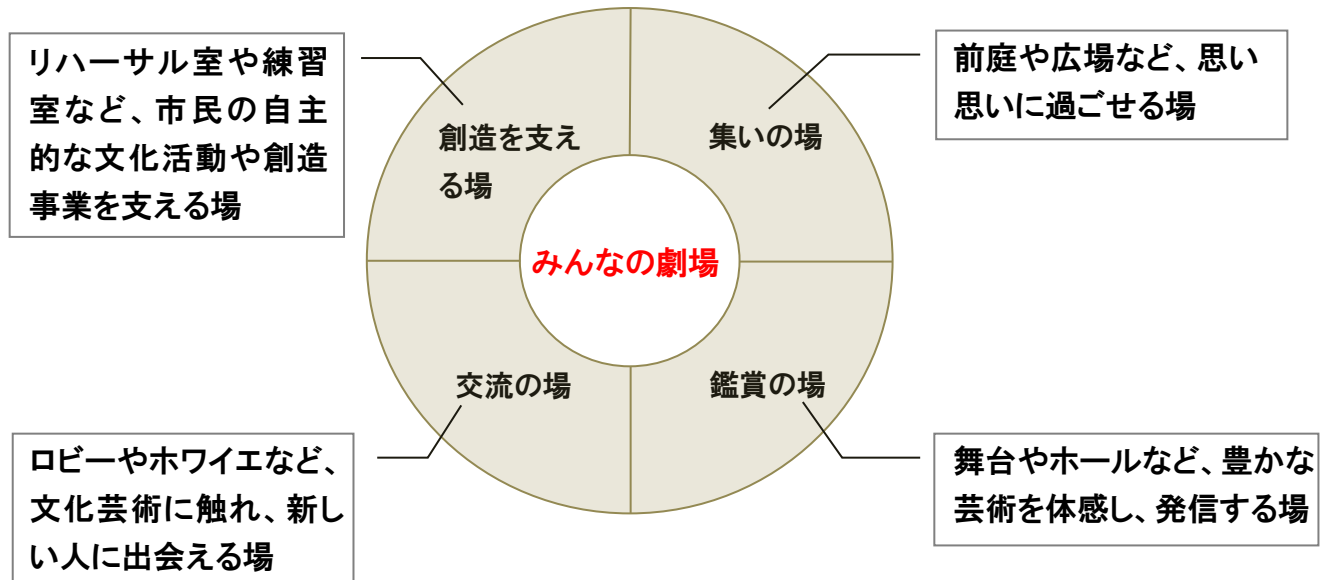 リハーサル室や練習
室など、市民の自主
的な文化活動や創造
事業を支える場
前庭や広場など、思い
思いに過ごせる場
創造を支え
る場
集いの場
みんなの劇場
交流の場
鑑賞の場
ロビーやホワイエなど、
文化芸術に触れ、新し
い人に出会える場
舞台やホールなど、豊かな
芸術を体感し、発信する場